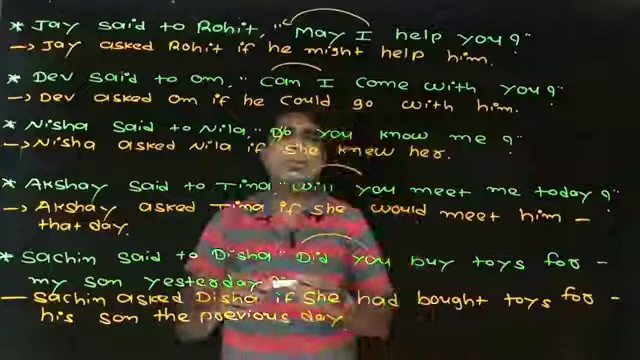 * Jay said to Rohit, "May I help you?"
→ Jay asked Rohit if he might help him.
* Dev said to Om, "Can I come with you?"
→ Dev asked Om if he could go with him.
* Nisha said to Nila, "Do you know me?"
→ Nisha asked Nila if she knew her.
* Akshay said to Tina, "Will you meet me today?"
→ Akshay asked Tina if she would meet him -
that day.
* Sachin said to Disha "Did you buy toys for -
my son yesterday?"
- Sachin asked Disha if she had bought toys for -
his son the previous day.